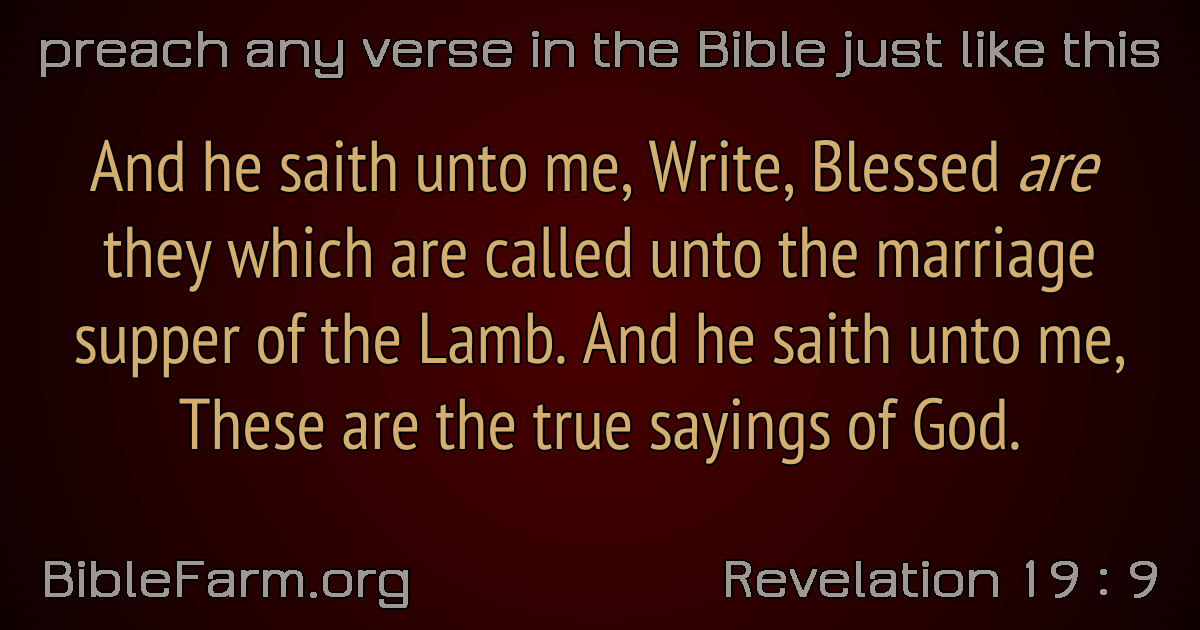 preach any verse in the Bible just like this
And he saith unto me, Write, Blessed are
they which are called unto the marriage
supper of the Lamb. And he saith unto me,
These are the true sayings of God.
BibleFarm.org
Revelation 19 : 9